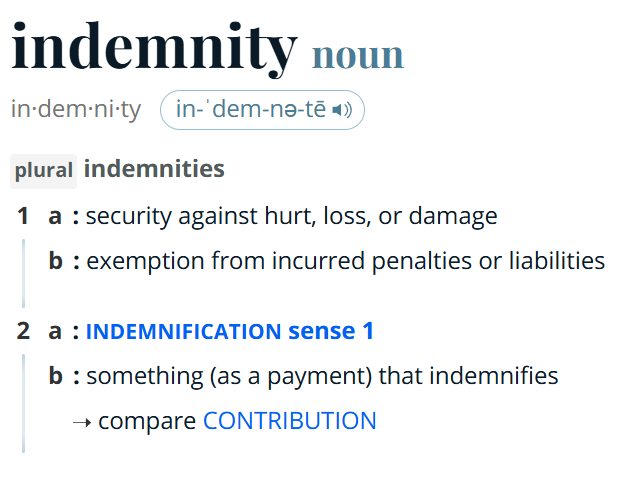 indemnity noun
in·dem·ni·ty in-ˈdem-nə-tē
plural indemnities
1 a : security against hurt, loss, or damage
b : exemption from incurred penalties or liabilities
2 a : INDEMNIFICATION sense 1
b : something (as a payment) that indemnifies
→ compare CONTRIBUTION